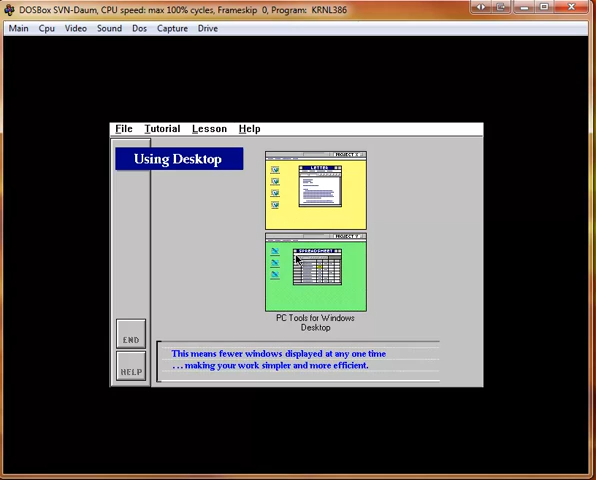 DOSBox SVN-Daum, CPU speed: max 100% cycles, Frameskip 0, Program: KRNL386
Main Cpu Video Sound Dos Capture Drive
File Tutorial Lesson Help
Using Desktop
PROJECT
LETTER
PROJECT
SPREADSHEET
PC Tools for Windows
Desktop
END
HELP
This means fewer windows displayed at any one time
. . . making your work simpler and more efficient.